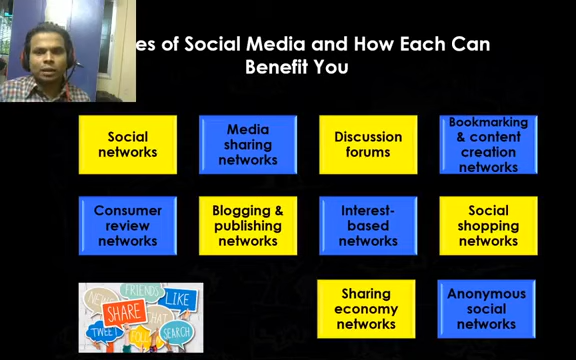 es of Social Media and How Each Can
Benefit You
Social
networks
Media
sharing
networks
Discussion
forums
Bookmarking
& content
creation
networks
Consumer
review
networks
Blogging &
publishing
networks
Interest-
based
networks
Social
shopping
networks
FRIENDS
LIKE
SHARE
TWEET
SEARCH
Sharing
economy
networks
Anonymous
social
networks